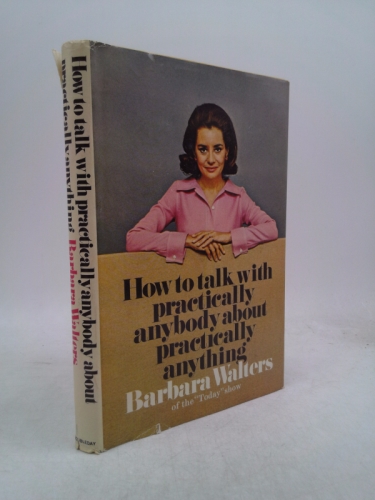 How to talk with practically anybody about
practically anything Barbara Walters
DOUBLEDAY
How to talk with
practically
anybody about
practically
anything
Barbara Walters
of the "Today" show